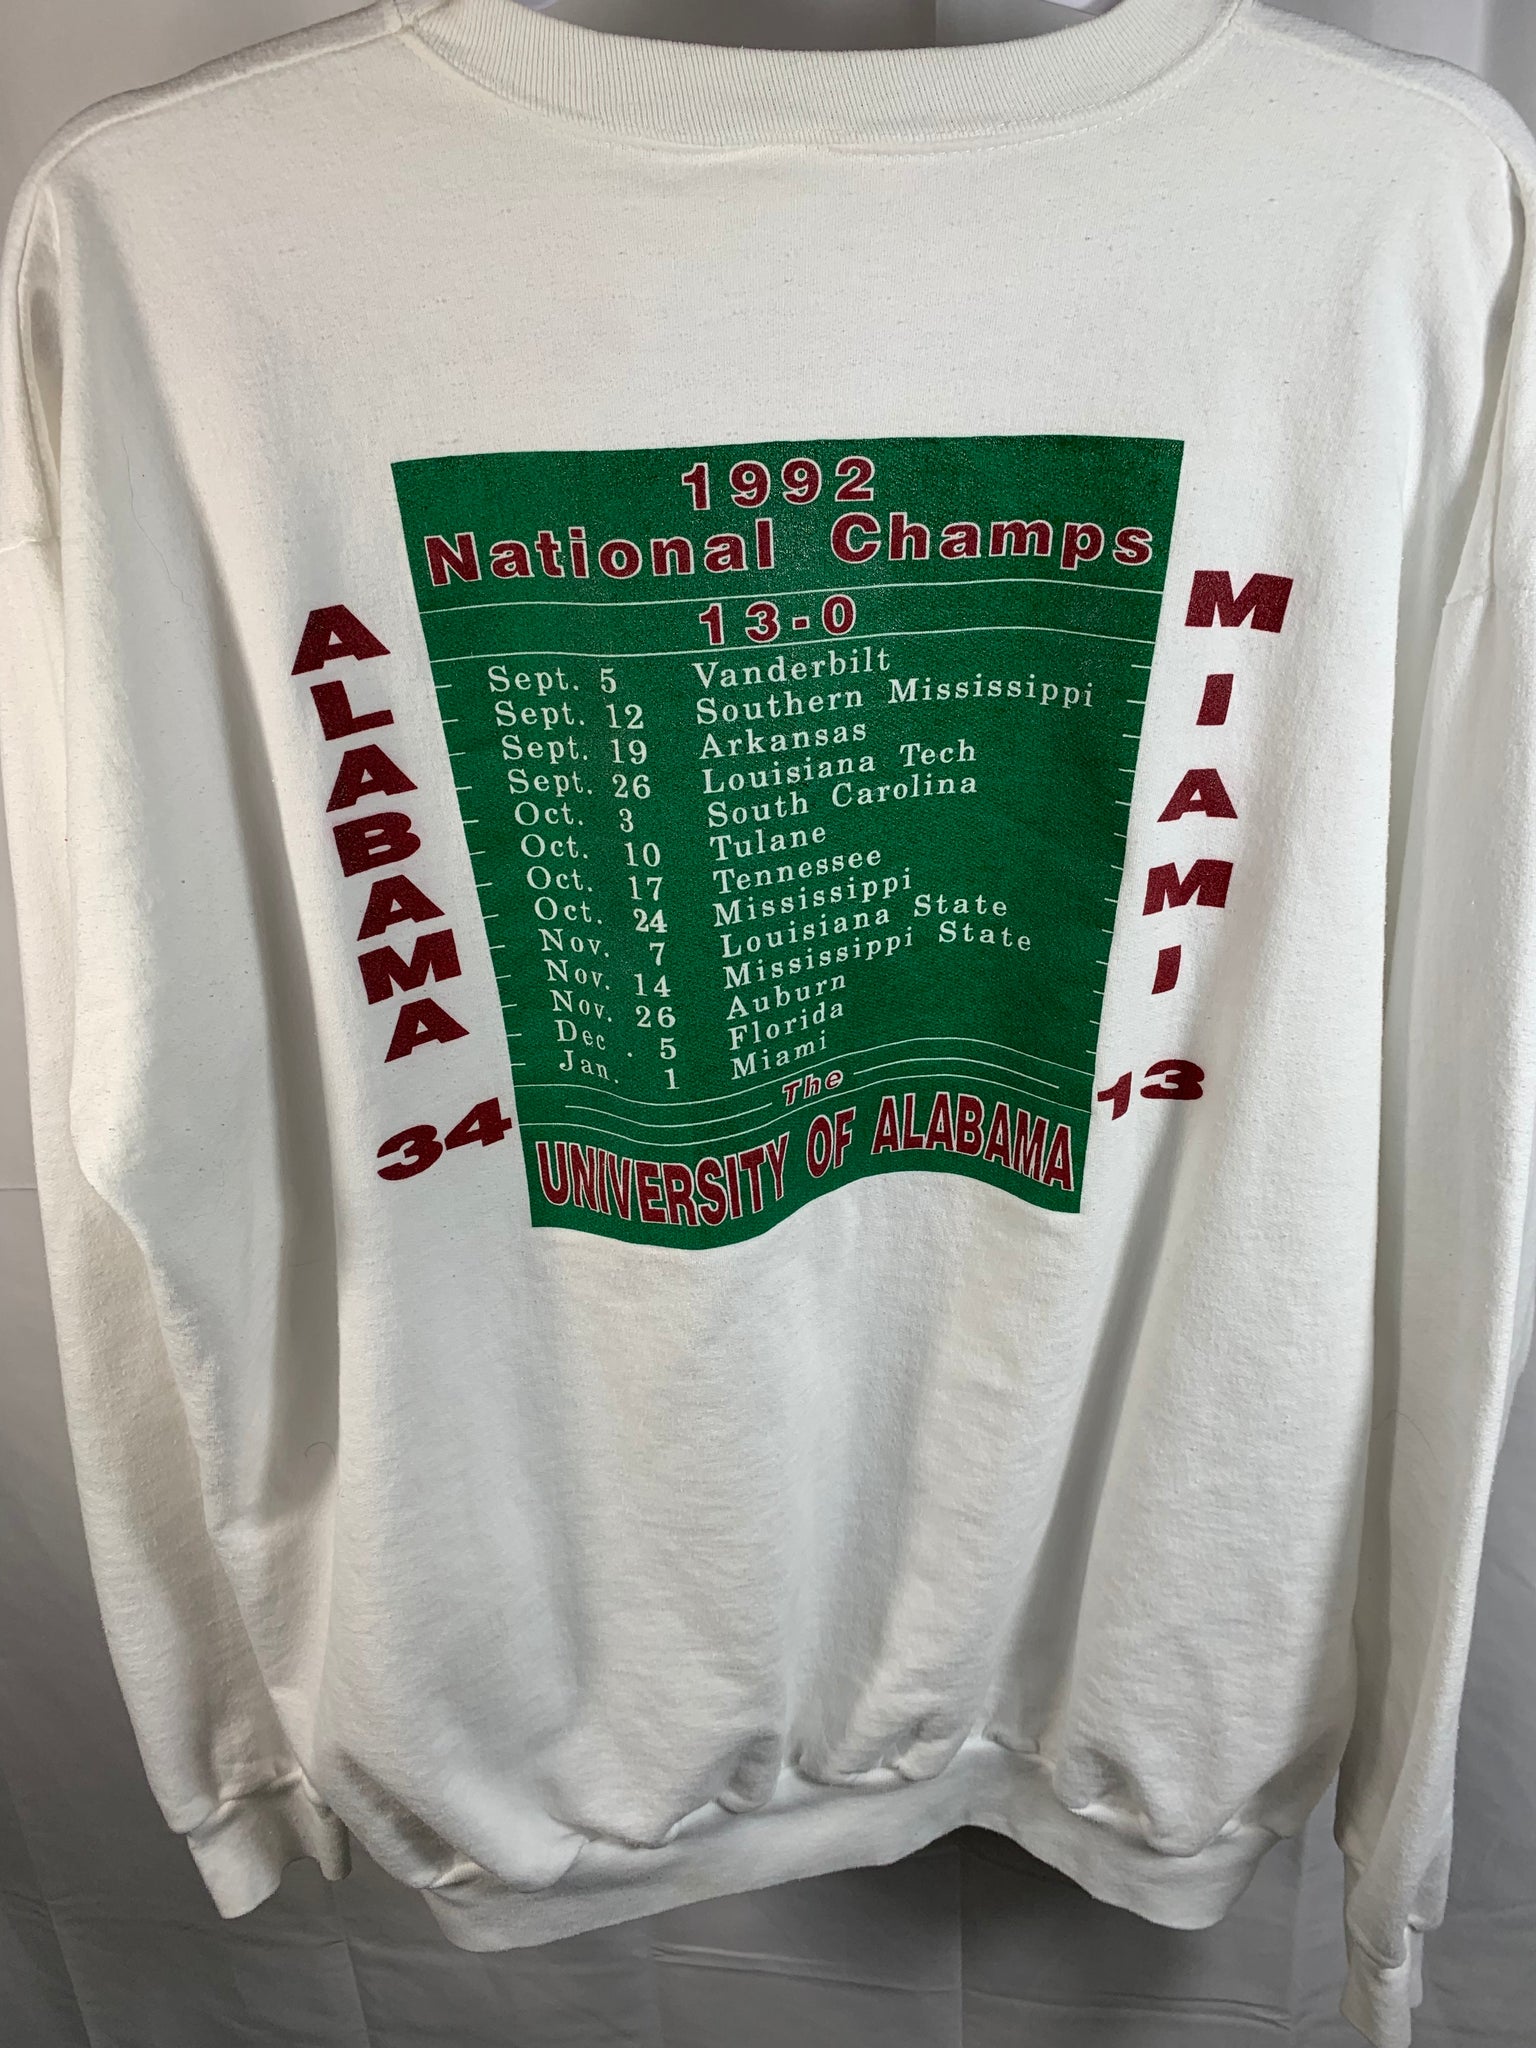 1992
National Champs
13-0
Sept. 5 Vanderbilt
Sept. 12 Southern Mississippi
Sept. 19 Arkansas
Sept. 26 Louisiana Tech
Oct. 3 South Carolina
Oct. 10 Tulane
Oct. 17 Tennessee
Oct. 24 Mississippi
Nov. 7 Louisiana State
Nov. 14 Mississippi State
Nov. 26 Auburn
Dec . 5 Florida
Jan. 1 Miami
The
UNIVERSITY OF ALABAMA
ALABAMA
34
MIAMI
13